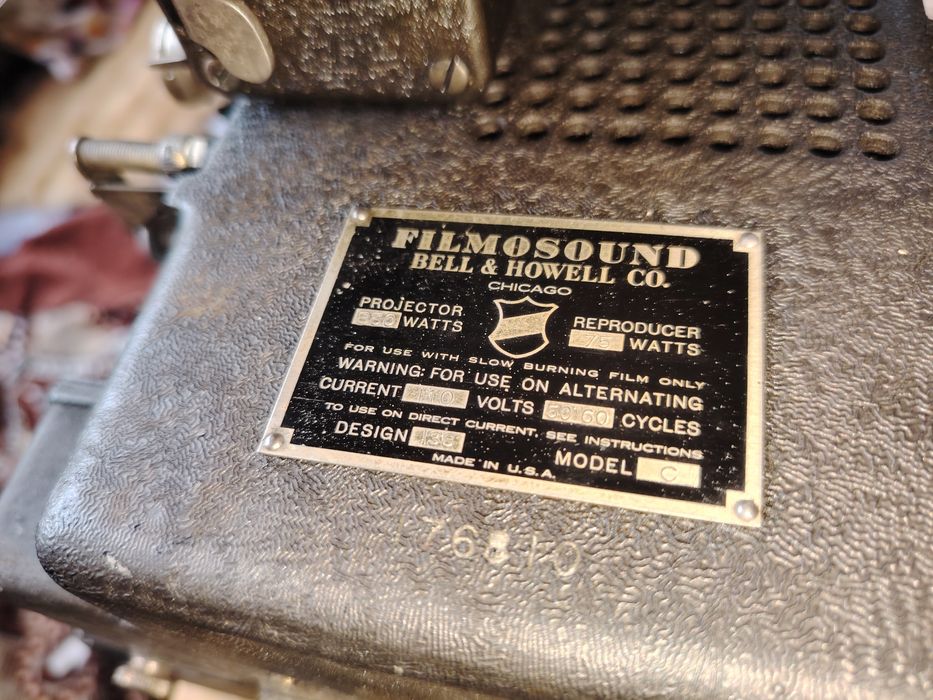 FILMOSOUND
BELL & HOWELL CO.
CHICAGO
PROJECTOR
WATTS
REPRODUCER
75 WATTS
FOR USE WITH SLOW BURNING FILM ONLY
WARNING: FOR USE ON ALTERNATING
CURRENT VOLTS 50/60 CYCLES
TO USE ON DIRECT CURRENT, SEE INSTRUCTIONS
DESIGN MODEL C
MADE IN U.S.A.